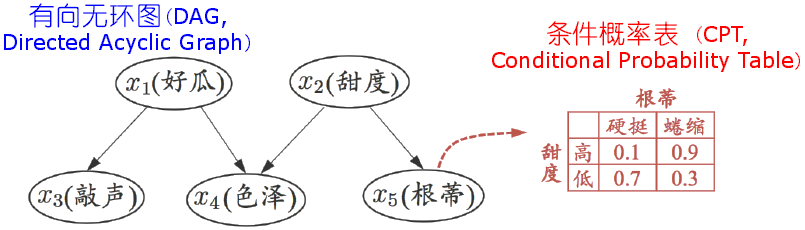 有向无环图(DAG,
Directed Acyclic Graph)
条件概率表 (CPT,
Conditional Probability Table)
x1(好瓜)
x2(甜度)
x3(敲声)
x4(色泽)
x5(根蒂)
根蒂
硬挺 蜷缩
甜度
高 0.1 0.9
低 0.7 0.3